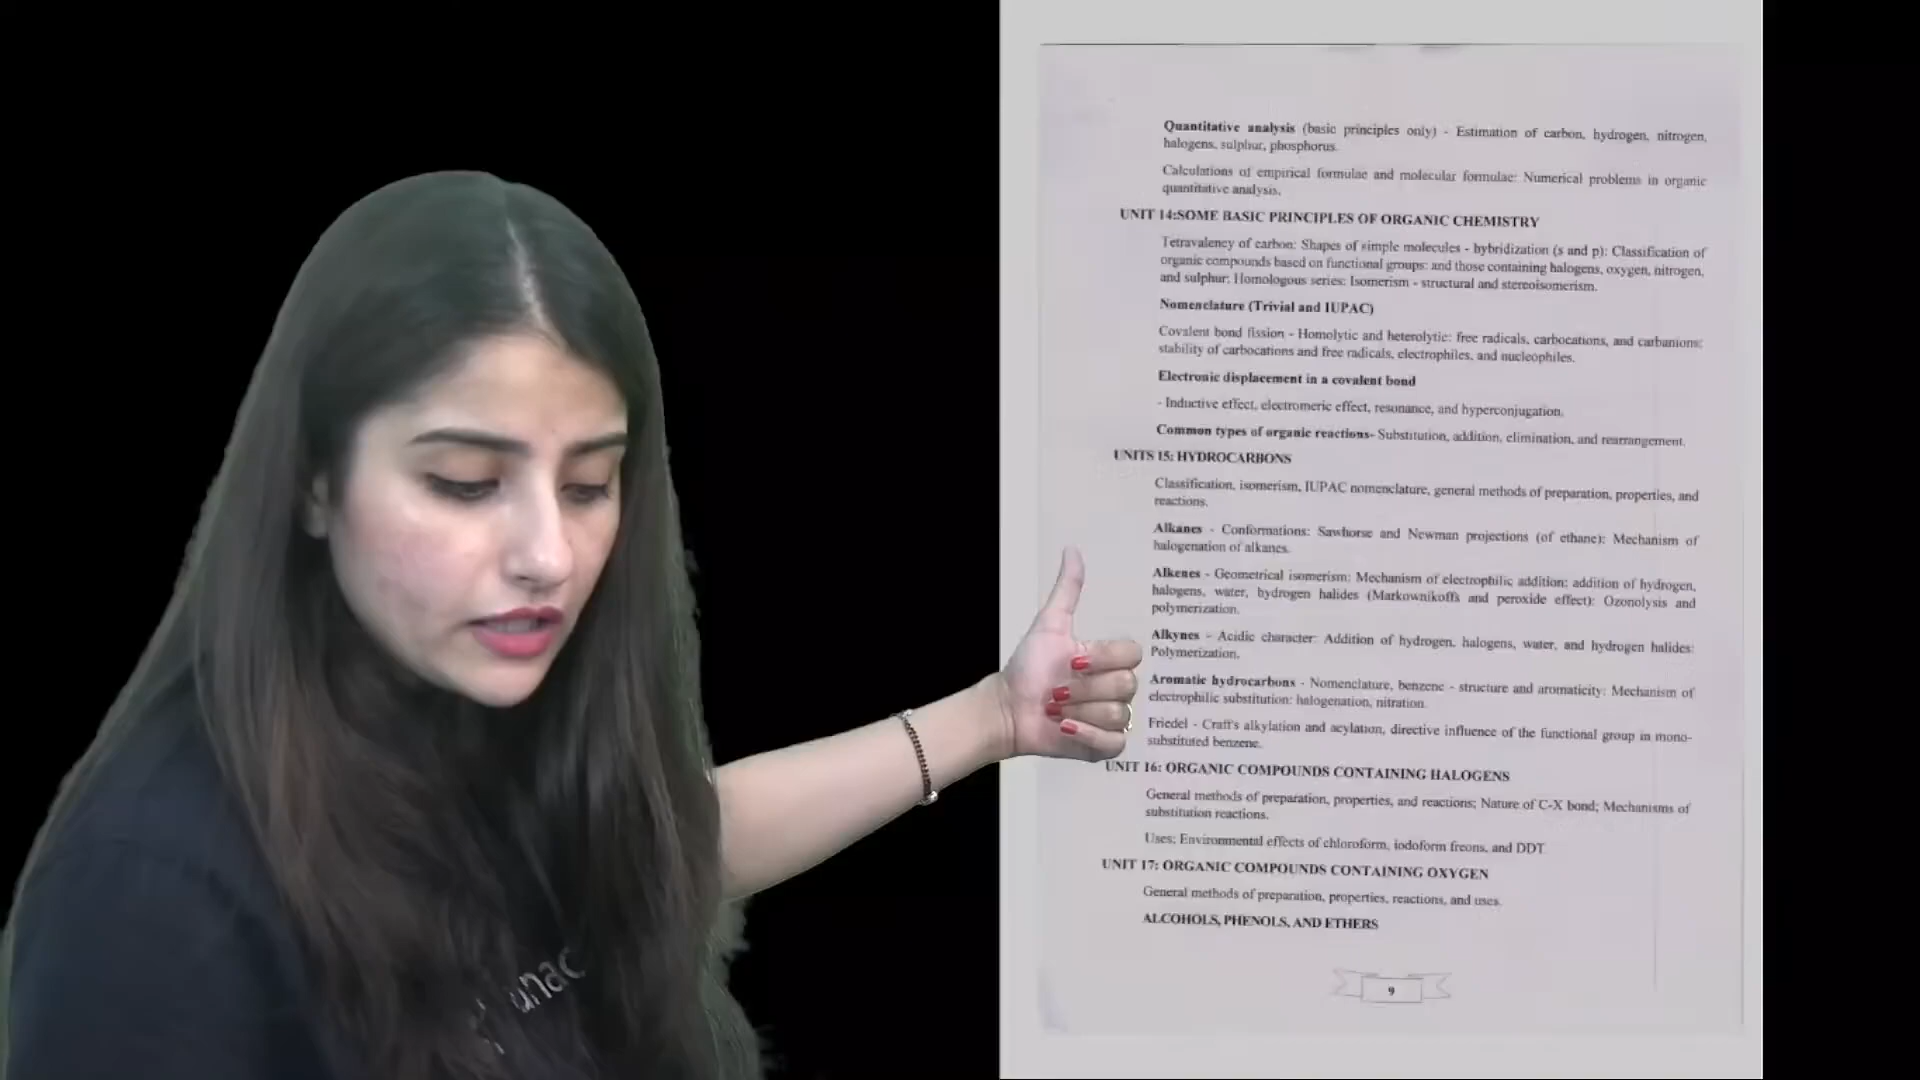 Quantitative analysis (basic principles only) - Estimation of carbon, hydrogen, nitrogen,
halogens, sulphur, phosphorus.
Calculations of empirical formulae and molecular formulae: Numerical problems in organic
quantitative analysis.
UNIT 14:SOME BASIC PRINCIPLES OF ORGANIC CHEMISTRY
Tetravalency of carbon: Shapes of simple molecules - hybridization (s and p): Classification of
organic compounds based on functional groups: and those containing halogens, oxygen, nitrogen,
and sulphur; Homologous series: Isomerism - structural and stereoisomerism.
Nomenclature (Trivial and IUPAC)
Covalent bond fission - Homolytic and heterolytic: free radicals, carbocations, and carbanions:
stability of carbocations and free radicals, electrophiles, and nucleophiles.
Electronic displacement in a covalent bond
- Inductive effect, electromeric effect, resonance, and hyperconjugation.
Common types of organic reactions- Substitution, addition, elimination, and rearrangement.
UNITS 15: HYDROCARBONS
Classification, isomerism, IUPAC nomenclature, general methods of preparation, properties, and
reactions.
Alkanes - Conformations: Sawhorse and Newman projections (of ethane): Mechanism of
halogenation of alkanes.
Alkenes - Geometrical isomerism: Mechanism of electrophilic addition: addition of hydrogen,
halogens, water, hydrogen halides (Markownikoffs and peroxide effect): Ozonolysis and
polymerization.
Alkynes - Acidic character: Addition of hydrogen, halogens, water, and hydrogen halides:
Polymerization.
Aromatic hydrocarbons - Nomenclature, benzene - structure and aromaticity: Mechanism of
electrophilic substitution: halogenation, nitration.
Friedel - Craft's alkylation and acylation, directive influence of the functional group in mono-
substituted benzene.
UNIT 16: ORGANIC COMPOUNDS CONTAINING HALOGENS
General methods of preparation, properties, and reactions; Nature of C-X bond; Mechanisms of
substitution reactions.
Uses; Environmental effects of chloroform, iodoform freons, and DDT.
UNIT 17: ORGANIC COMPOUNDS CONTAINING OXYGEN
General methods of preparation, properties, reactions, and uses.
ALCOHOLS, PHENOLS, AND ETHERS
9